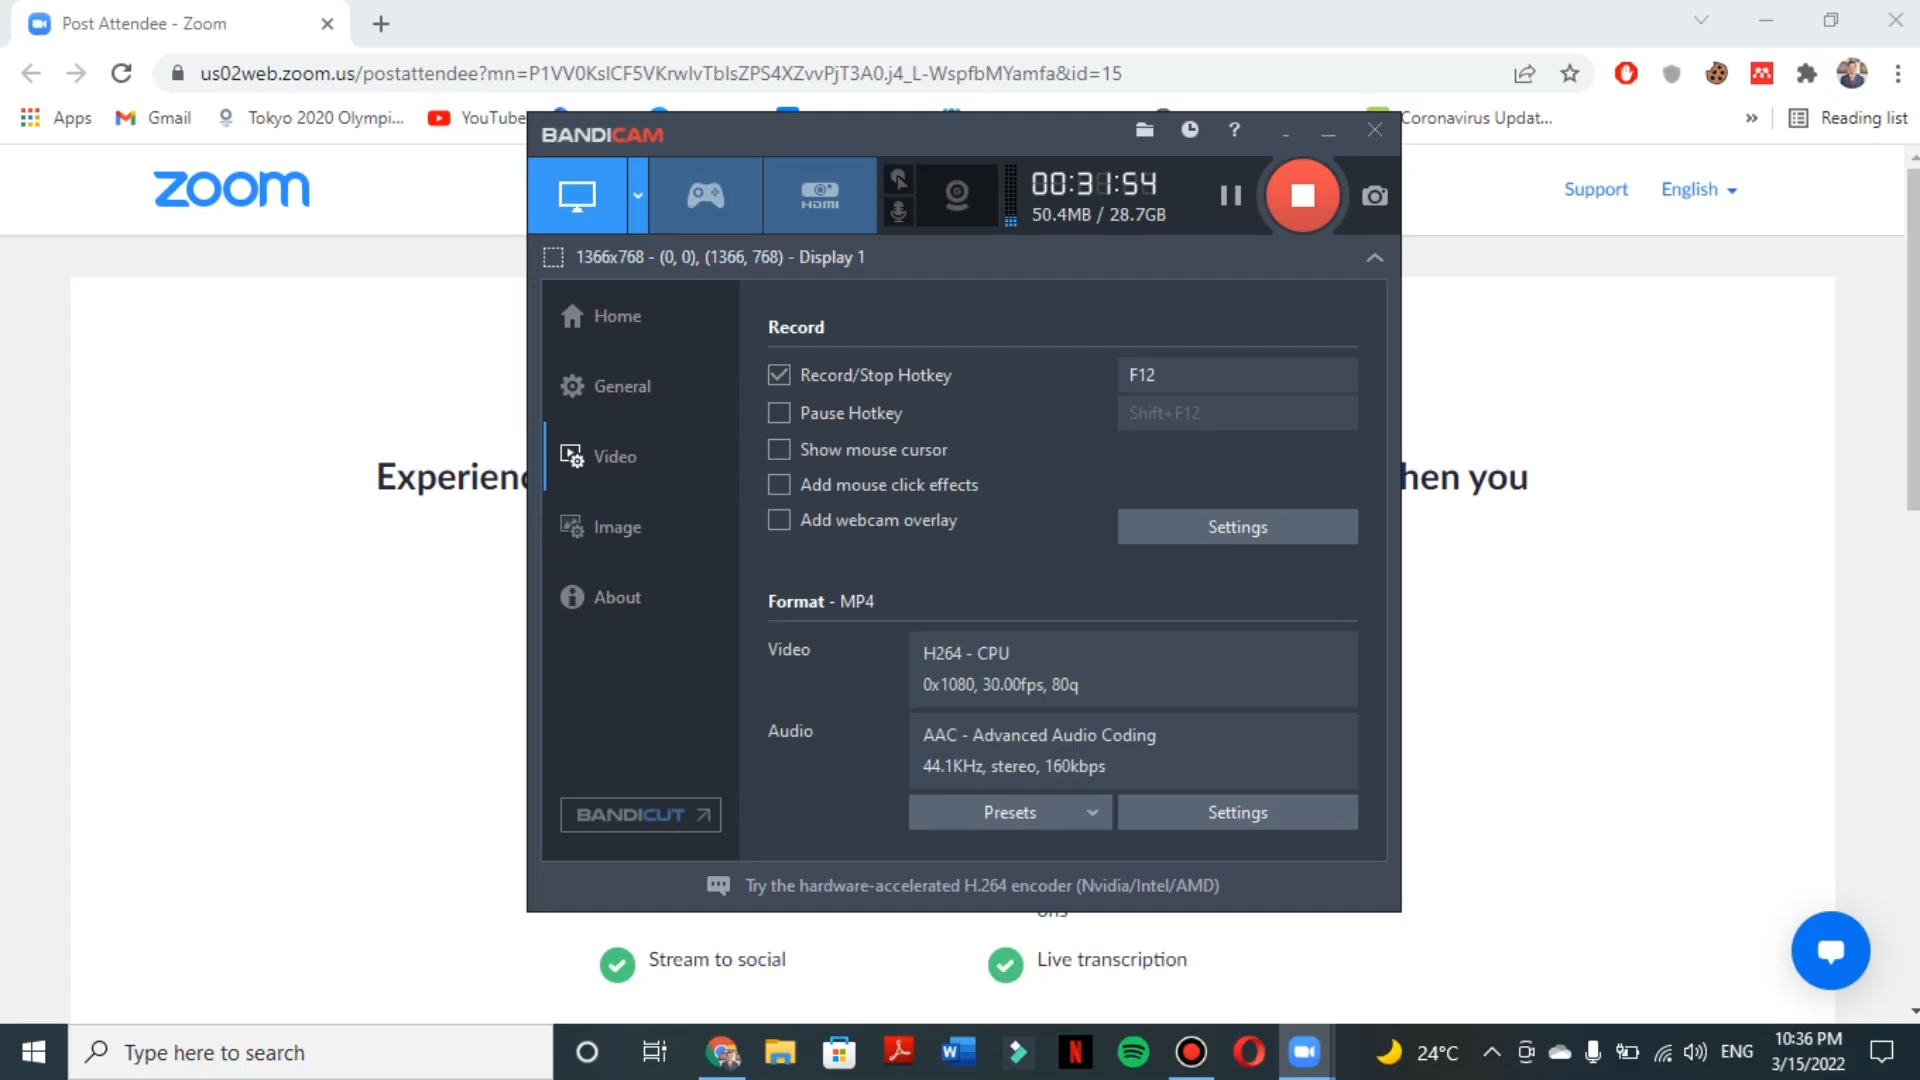 Post Attendee - Zoom
us02web.zoom.us/postattendee?mn=P1VV0KslCF5VKrwlvTblsZPS4XZvvPjT3A0.j4_L-WspfbMYamfa&id=15
Apps Gmail Tokyo 2020 Olympi... YouTube Coronavirus Updat... » Reading list
zoom
Support English
BANDICAM
HDMI
00:31:54
50.4MB / 28.7GB
1366x768 - (0, 0), (1366, 768) - Display 1
Home
General
Video
Image
About
BANDICUT
Record
Record/Stop Hotkey F12
Pause Hotkey Shift+F12
Show mouse cursor
Add mouse click effects
Add webcam overlay
Settings
Format - MP4
Video
H264 - CPU
0x1080, 30.00fps, 80q
Audio
AAC - Advanced Audio Coding
44.1KHz, stereo, 160kbps
Presets Settings
Try the hardware-accelerated H.264 encoder (Nvidia/Intel/AMD)
Experienc hen you
Stream to social Live transcription
Type here to search
24°C ENG
10:36 PM
3/15/2022